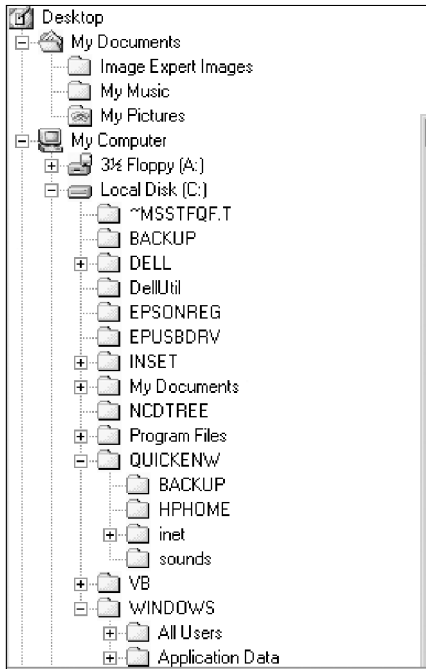 Desktop
My Documents
Image Expert Images
My Music
My Pictures
My Computer
3½ Floppy (A:)
Local Disk (C:)
~MSSTFQF.T
BACKUP
DELL
DellUtil
EPSONREG
EPUSBDRV
INSET
My Documents
NCDTREE
Program Files
QUICKENW
BACKUP
HPHOME
inet
sounds
VB
WINDOWS
All Users
Application Data